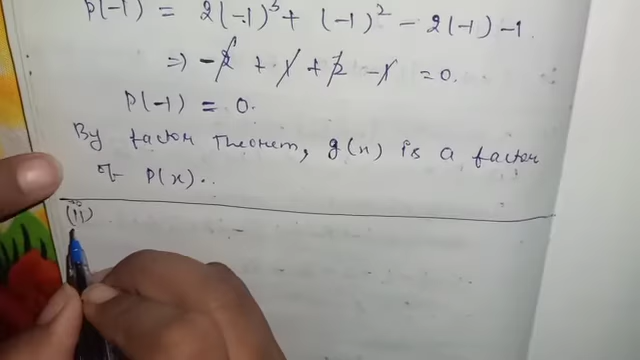 P(-1) = 2(-1)³ + (-1)² - 2(-1) - 1.
=> -2 + 1 + 2 - 1 = 0.
P(-1) = 0.
By factor Theorem, g(x) is a factor
of P(x).
(ii)